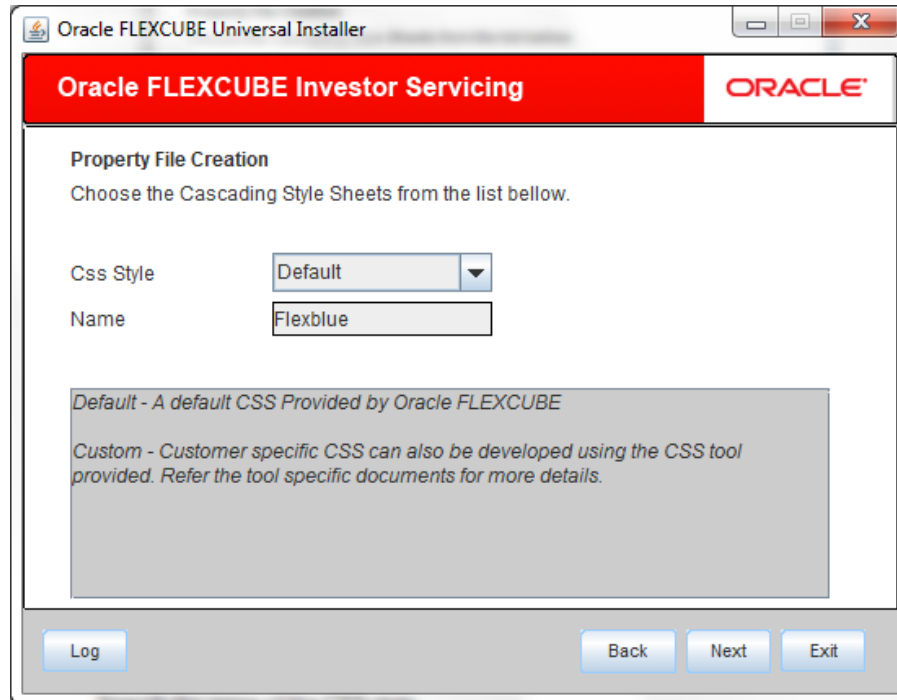 Oracle FLEXCUBE Universal Installer
Oracle FLEXCUBE Investor Servicing
ORACLE
Property File Creation
Choose the Cascading Style Sheets from the list bellow.
Css Style
Default
Name
Flexblue
Default - A default CSS Provided by Oracle FLEXCUBE
Custom - Customer specific CSS can also be developed using the CSS tool
provided. Refer the tool specific documents for more details.
Log
Back
Next
Exit